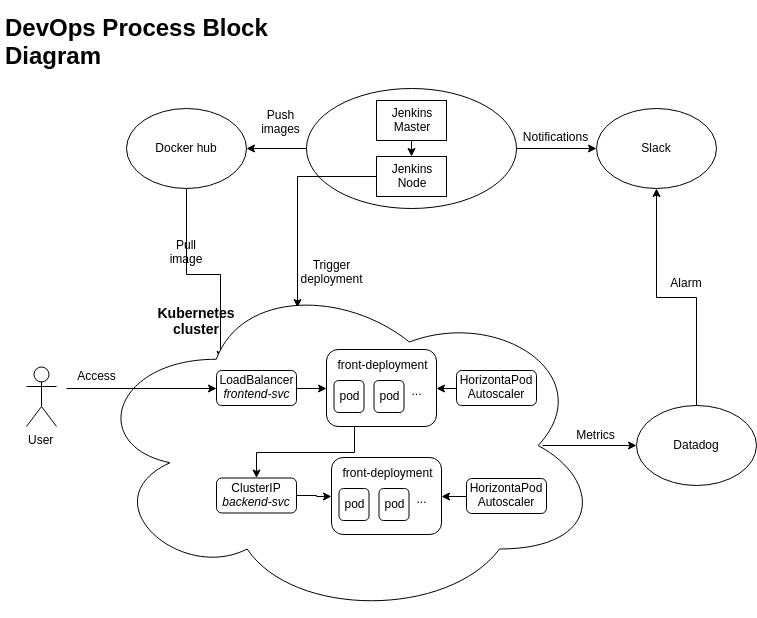 DevOps Process Block
Diagram
Docker hub
Push
images
Jenkins
Master
Jenkins
Node
Notifications
Slack
Pull
image
Trigger
deployment
Alarm
Kubernetes
cluster
User
Access
LoadBalancer
frontend-svc
front-deployment
pod
pod
...
HorizontaPod
Autoscaler
Metrics
Datadog
ClusterIP
backend-svc
front-deployment
pod
pod
...
HorizontaPod
Autoscaler